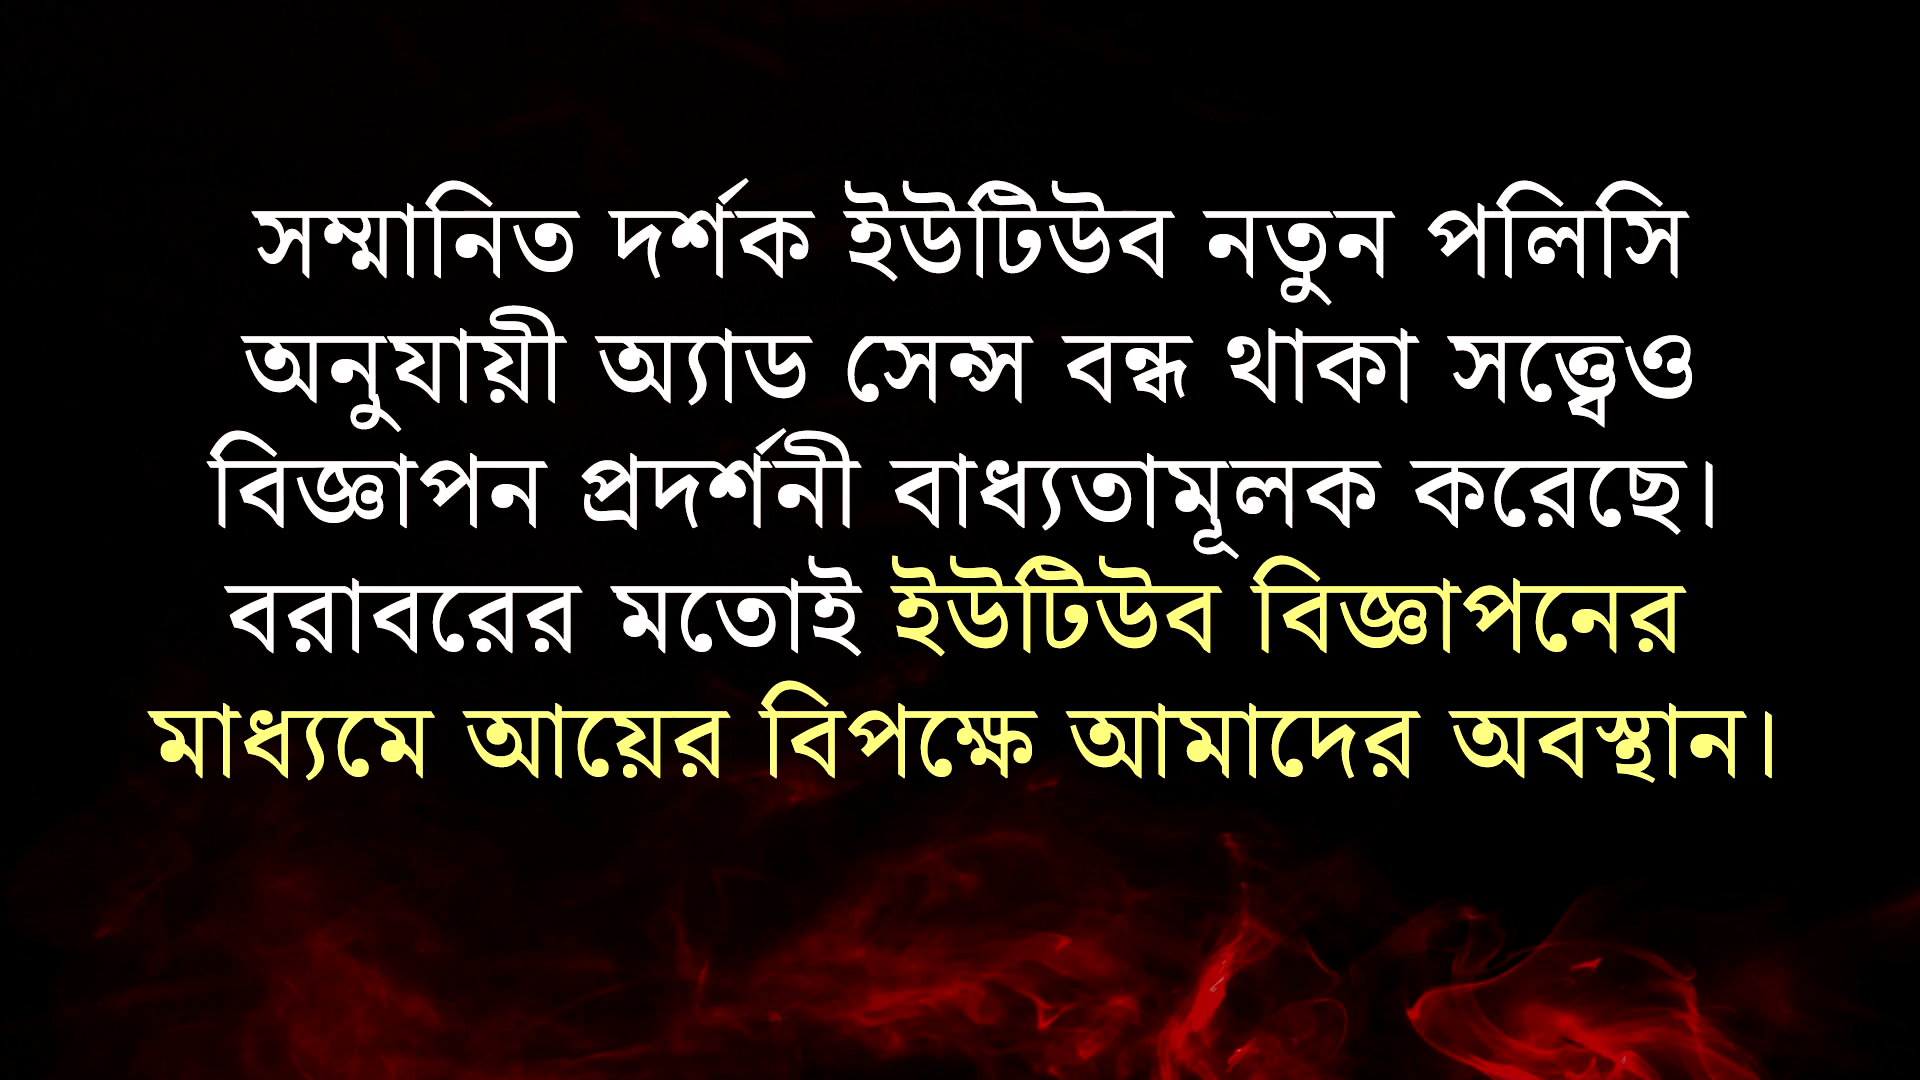 সম্মানিত দর্শক ইউটিউব নতুন পলিসি
অনুযায়ী অ্যাড সেন্স বন্ধ থাকা সত্ত্বেও
বিজ্ঞাপন প্রদর্শনী বাধ্যতামূলক করেছে।
বরাবরের মতোই ইউটিউব বিজ্ঞাপনের
মাধ্যমে আয়ের বিপক্ষে আমাদের অবস্থান।